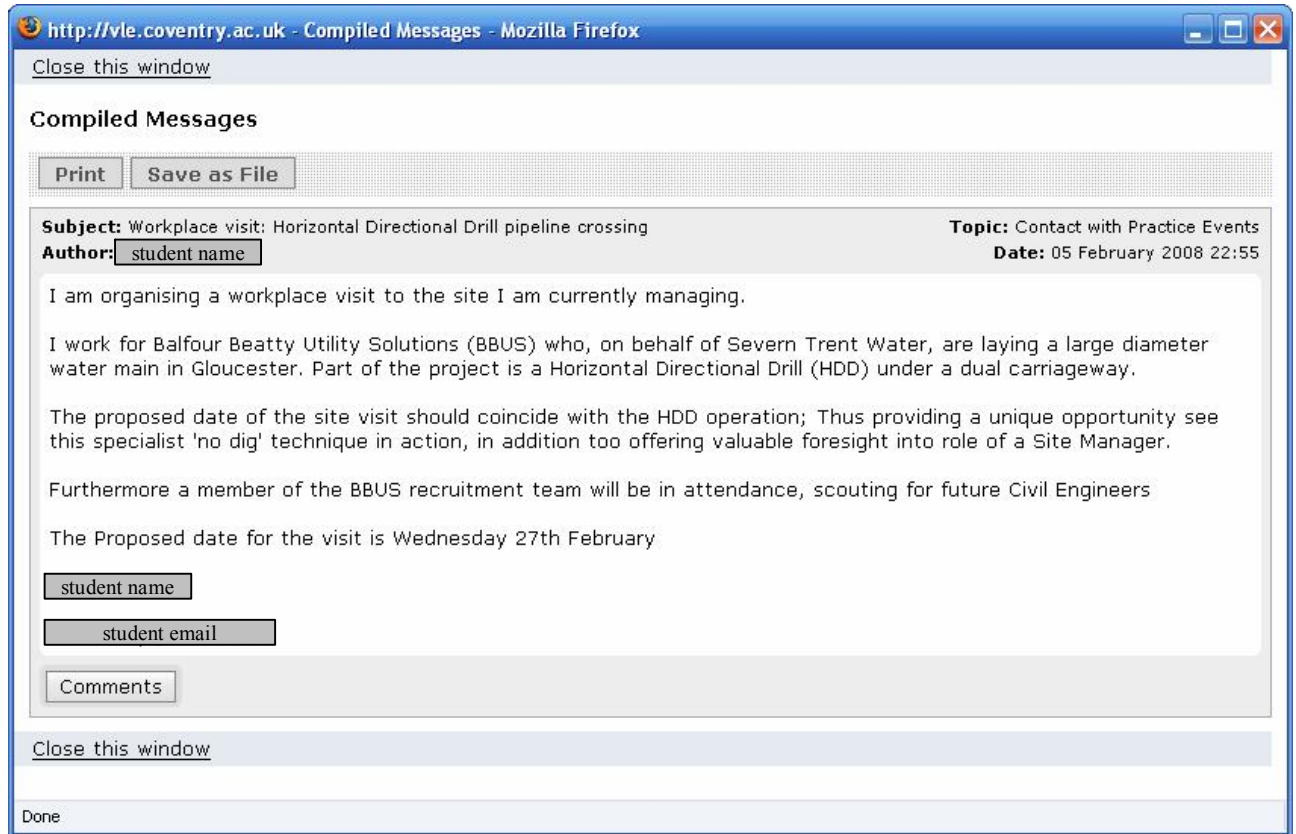 http://vle.coventry.ac.uk - Compiled Messages - Mozilla Firefox
Close this window
Compiled Messages
Print Save as File
Subject: Workplace visit: Horizontal Directional Drill pipeline crossing Topic: Contact with Practice Events
Author: student name Date: 05 February 2008 22:55
I am organising a workplace visit to the site I am currently managing.
I work for Balfour Beatty Utility Solutions (BBUS) who, on behalf of Severn Trent Water, are laying a large diameter
water main in Gloucester. Part of the project is a Horizontal Directional Drill (HDD) under a dual carriageway.
The proposed date of the site visit should coincide with the HDD operation; Thus providing a unique opportunity see
this specialist 'no dig' technique in action, in addition too offering valuable foresight into role of a Site Manager.
Furthermore a member of the BBUS recruitment team will be in attendance, scouting for future Civil Engineers
The Proposed date for the visit is Wednesday 27th February
student name
student email
Comments
Close this window
Done